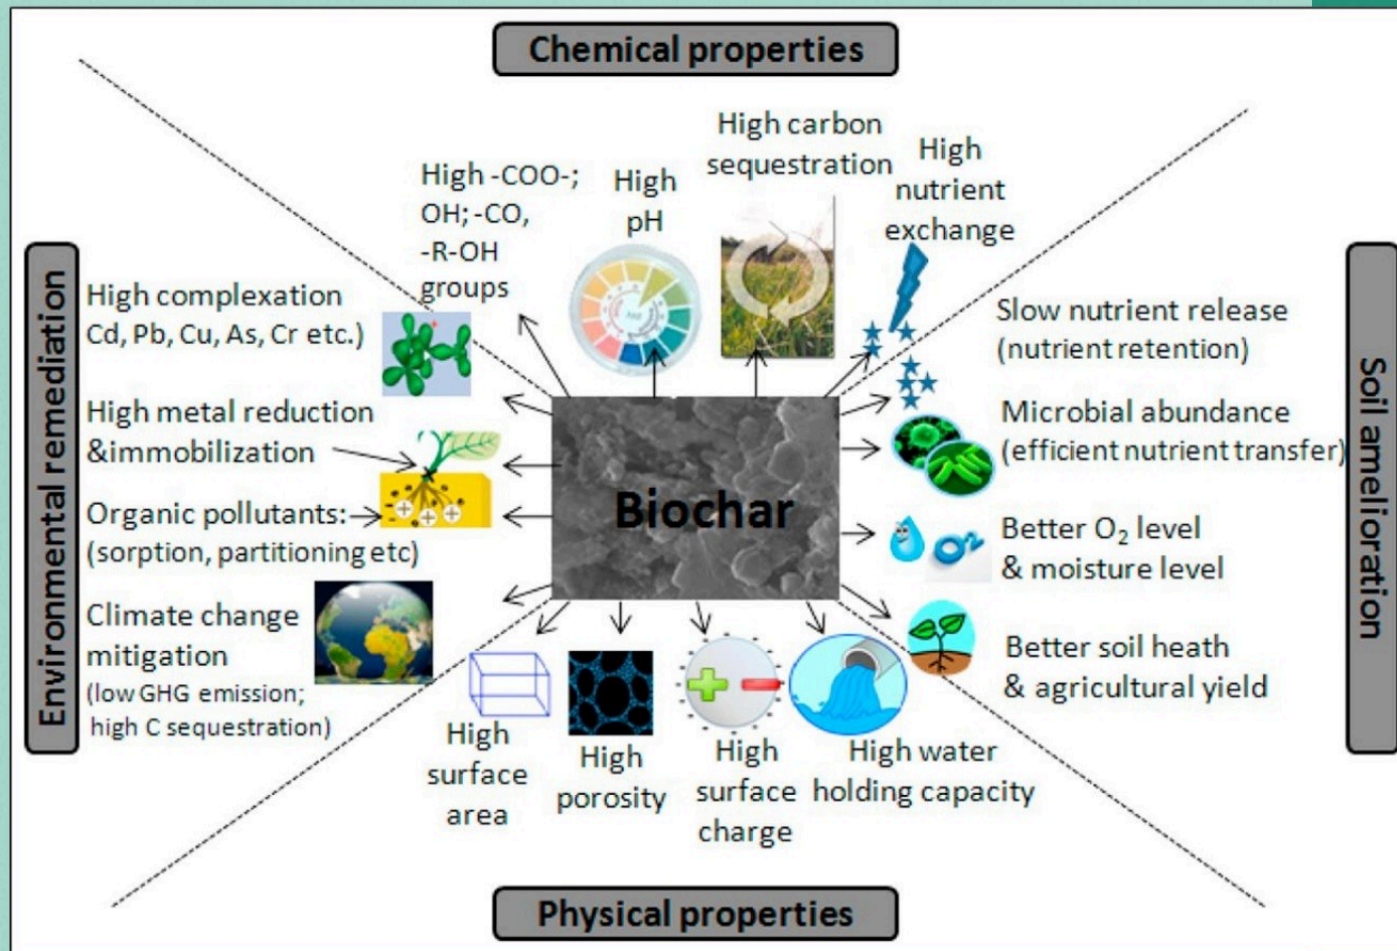 Chemical properties
High -COO-;
OH; -CO,
-R-OH
groups
High
pH
High carbon
sequestration
High
nutrient
exchange
Environmental remediation
High complexation
Cd, Pb, Cu, As, Cr etc.)
High metal reduction
&immobilization
Organic pollutants:
(sorption, partitioning etc)
Climate change
mitigation
(low GHG emission;
high C sequestration)
Biochar
Soil amelioration
Slow nutrient release
(nutrient retention)
Microbial abundance
(efficient nutrient transfer)
Better O₂ level
& moisture level
Better soil heath
& agricultural yield
High
surface
area
High
porosity
High
surface
charge
High water
holding capacity
Physical properties